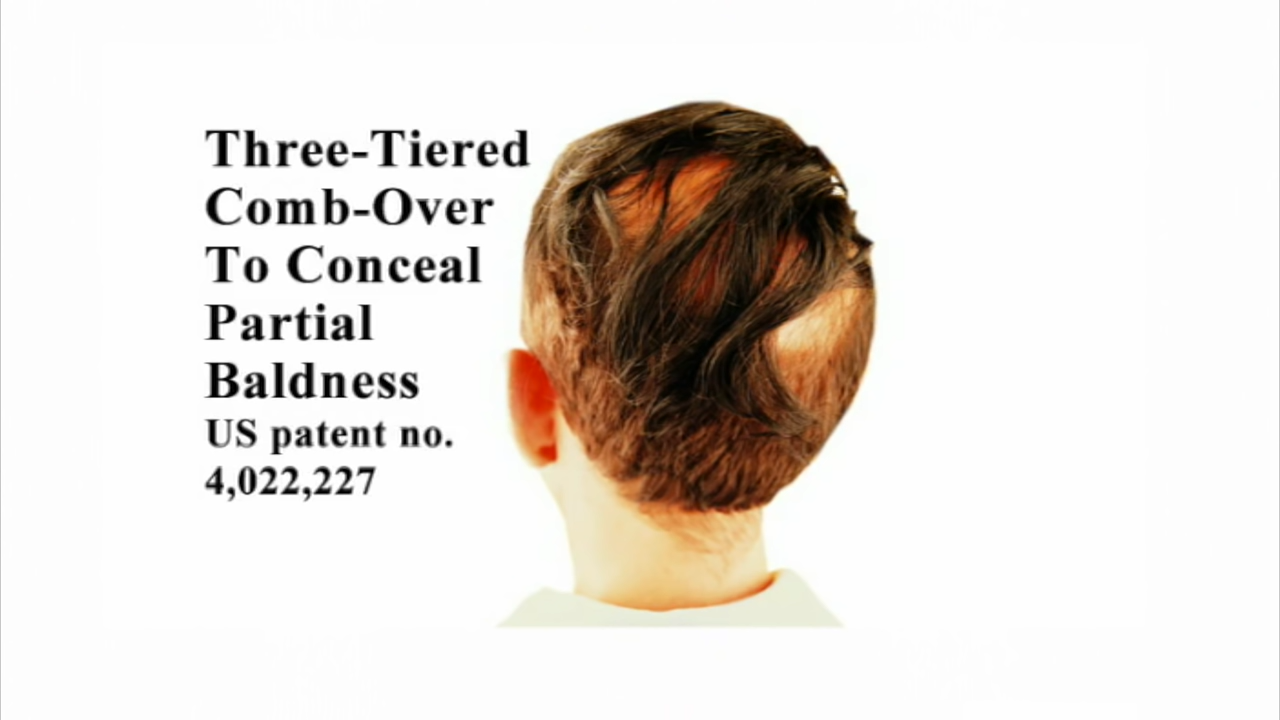 Three-Tiered
Comb-Over
To Conceal
Partial
Baldness
US patent no.
4,022,227